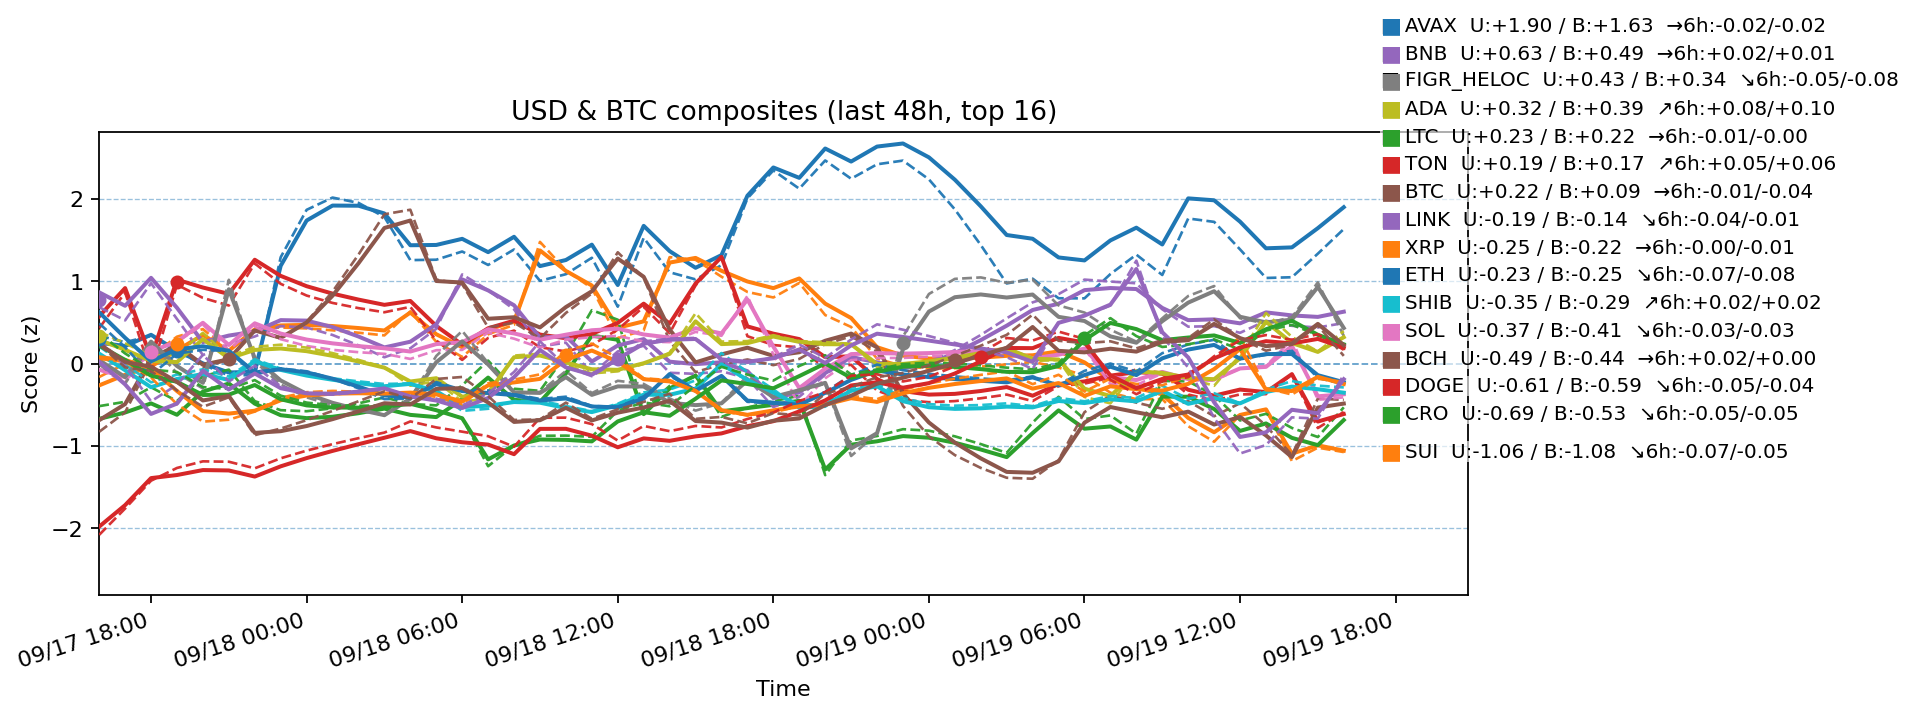 AVAX  U:+1.90 / B:+1.63  →6h:-0.02/-0.02
BNB  U:+0.63 / B:+0.49  →6h:+0.02/+0.01
FIGR_HELOC  U:+0.43 / B:+0.34  ↘6h:-0.05/-0.08
USD & BTC composites (last 48h, top 16)
ADA  U:+0.32 / B:+0.39  ↗6h:+0.08/+0.10
LTC  U:+0.23 / B:+0.22  →6h:-0.01/-0.00
TON  U:+0.19 / B:+0.17  ↗6h:+0.05/+0.06
BTC  U:+0.22 / B:+0.09  →6h:-0.01/-0.04
LINK  U:-0.19 / B:-0.14  ↘6h:-0.04/-0.01
XRP  U:-0.25 / B:-0.22  →6h:-0.00/-0.01
ETH  U:-0.23 / B:-0.25  ↘6h:-0.07/-0.08
SHIB  U:-0.35 / B:-0.29  ↗6h:+0.02/+0.02
SOL  U:-0.37 / B:-0.41  ↘6h:-0.03/-0.03
BCH  U:-0.49 / B:-0.44  →6h:+0.02/+0.00
DOGE  U:-0.61 / B:-0.59  ↘6h:-0.05/-0.04
CRO  U:-0.69 / B:-0.53  ↘6h:-0.05/-0.05
SUI  U:-1.06 / B:-1.08  ↘6h:-0.07/-0.05
Score (z)
2
1
0
−1
−2
09/17 18:00
09/18 00:00
09/18 06:00
09/18 12:00
09/18 18:00
09/19 00:00
09/19 06:00
09/19 12:00
09/19 18:00
Time